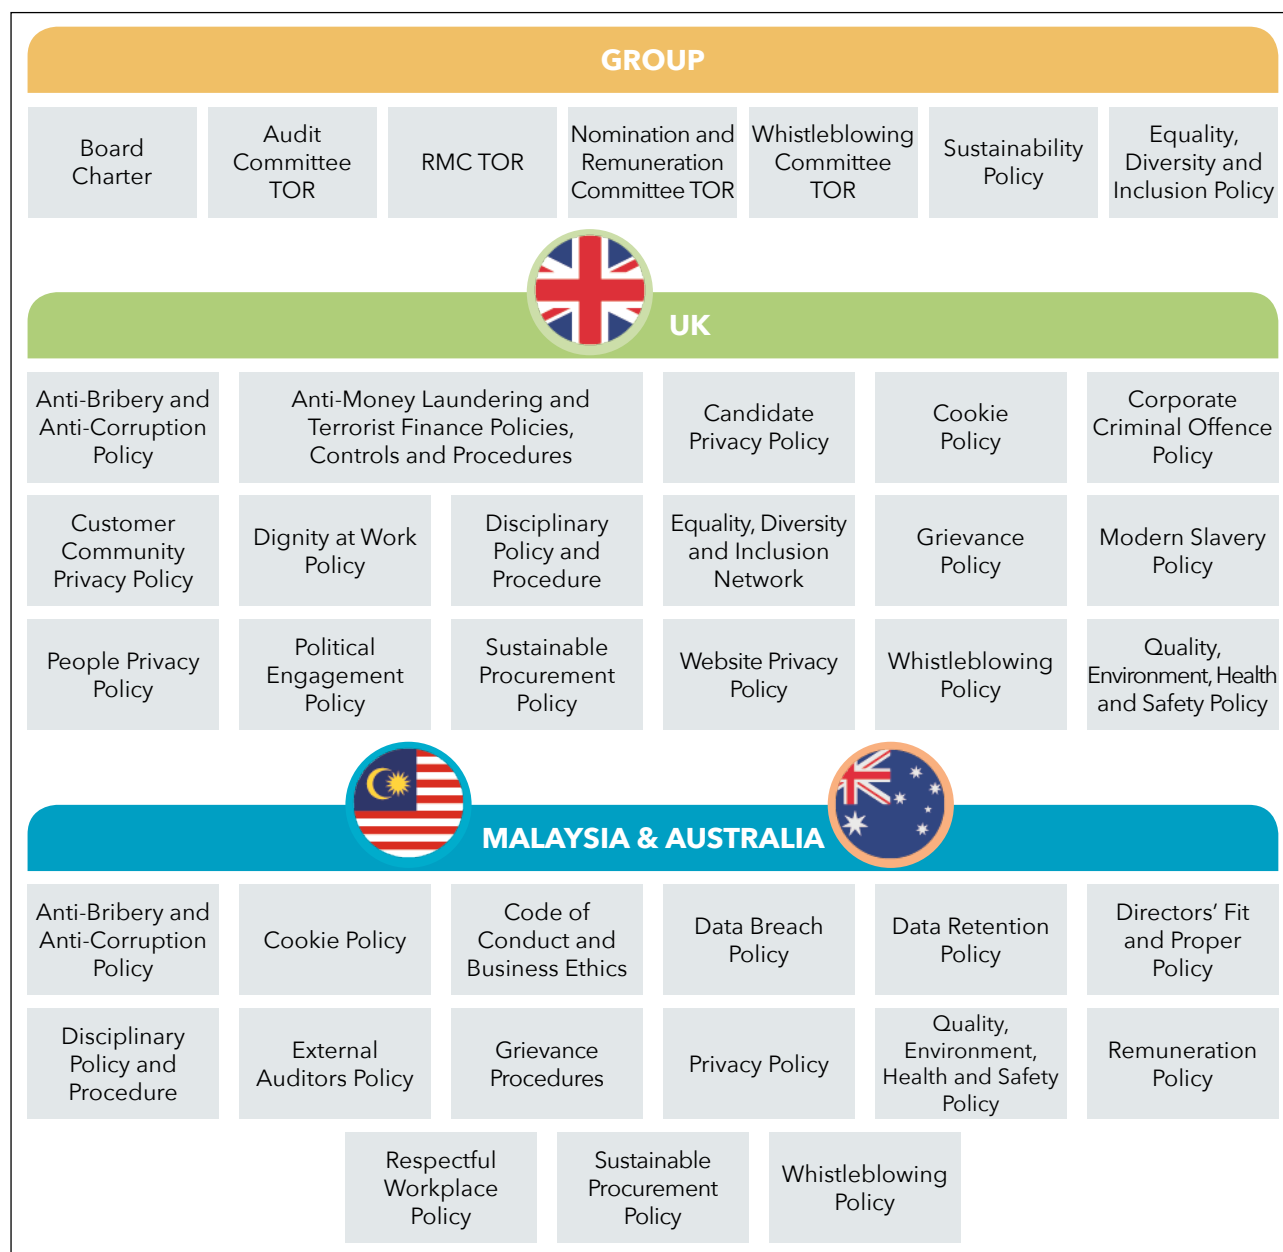 GROUP
Board
Charter
Audit
Committee
TOR
RMC TOR
Nomination and
Remuneration
Committee TOR
Whistleblowing
Committee
TOR
Sustainability
Policy
Equality,
Diversity and
Inclusion Policy
UK
Anti-Bribery and
Anti-Corruption
Policy
Anti-Money Laundering and
Terrorist Finance Policies,
Controls and Procedures
Candidate
Privacy Policy
Cookie
Policy
Corporate
Criminal Offence
Policy
Customer
Community
Privacy Policy
Dignity at Work
Policy
Disciplinary
Policy and
Procedure
Equality, Diversity
and Inclusion
Network
Grievance
Policy
Modern Slavery
Policy
People Privacy
Policy
Political
Engagement
Policy
Sustainable
Procurement
Policy
Website Privacy
Policy
Whistleblowing
Policy
Quality,
Environment, Health
and Safety Policy
MALAYSIA & AUSTRALIA
Anti-Bribery and
Anti-Corruption
Policy
Cookie Policy
Code of
Conduct and
Business Ethics
Data Breach
Policy
Data Retention
Policy
Directors’ Fit
and Proper
Policy
Disciplinary
Policy and
Procedure
External
Auditors Policy
Grievance
Procedures
Privacy Policy
Quality,
Environment,
Health and Safety
Policy
Remuneration
Policy
Respectful
Workplace
Policy
Sustainable
Procurement
Policy
Whistleblowing
Policy